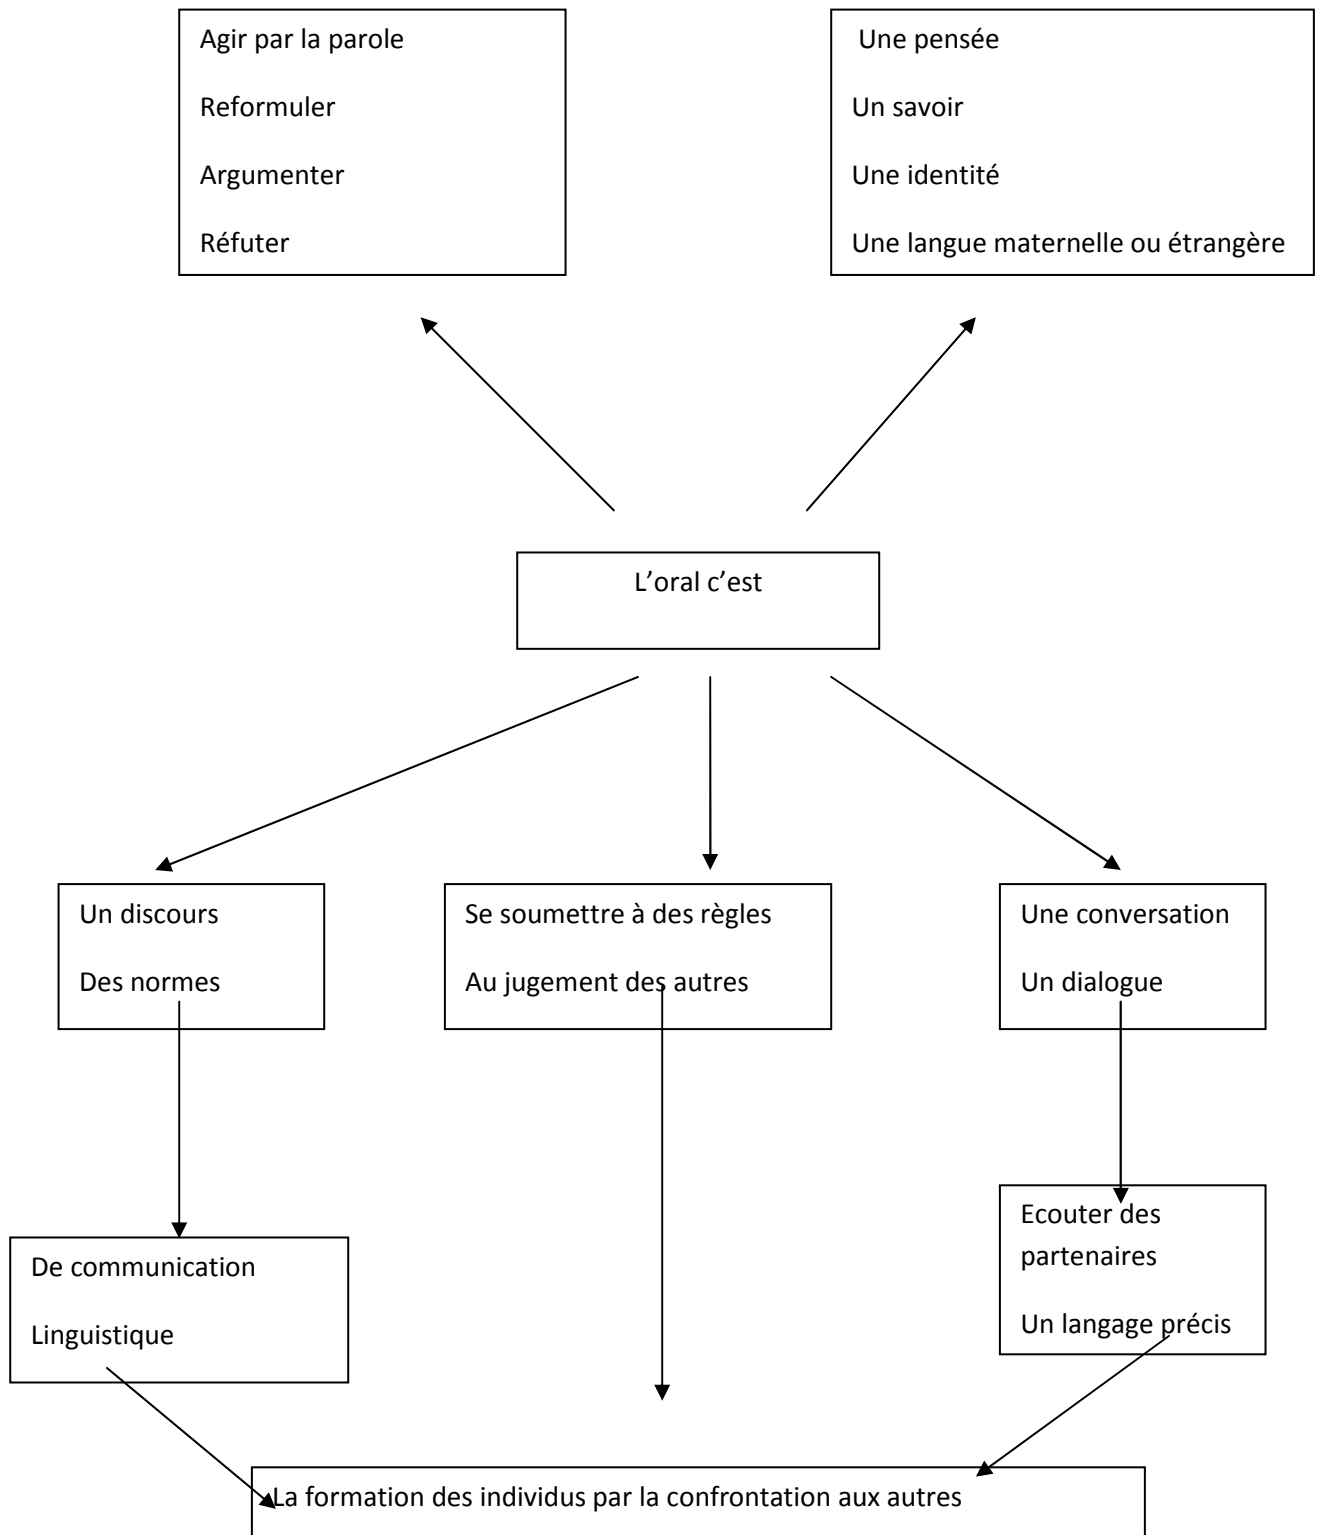 Agir par la parole
Reformuler
Argumenter
Réfuter
Une pensée
Un savoir
Une identité
Une langue maternelle ou étrangère
L’oral c’est
Un discours
Des normes
Se soumettre à des règles
Au jugement des autres
Une conversation
Un dialogue
De communication
Linguistique
Ecouter des
partenaires
Un langage précis
La formation des individus par la confrontation aux autres